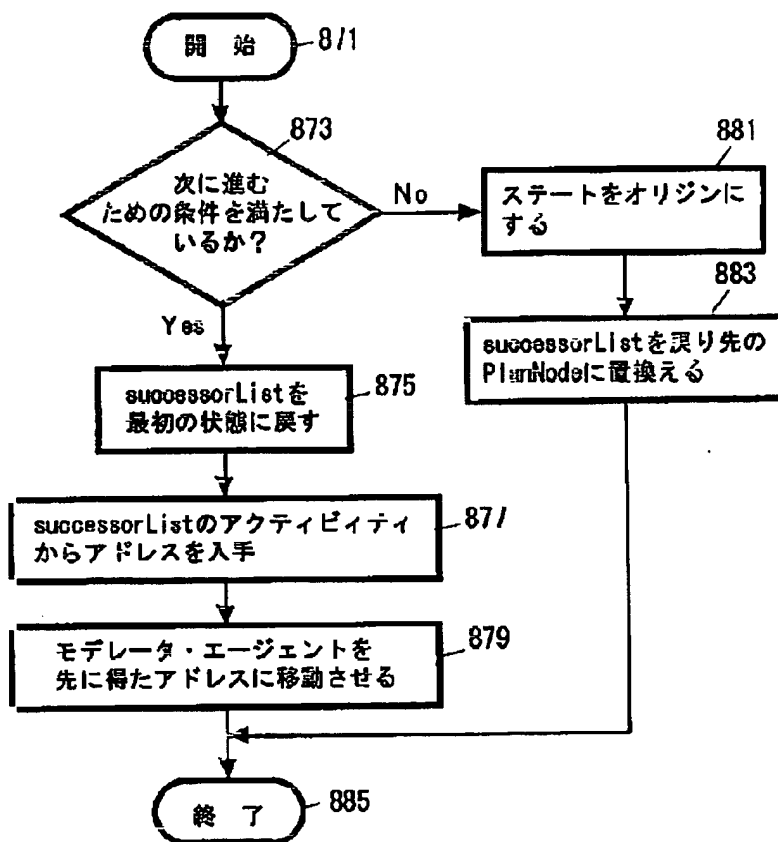 開 始
871
873
次に進む
ための条件を満たして
いるか?
No
Yes
881
ステートをオリジンに
する
883
successorListを誤り先の
PlanNodeに置換える
successorListを
最初の状態に戻す
875
successorListのアクティビィティ
からアドレスを入手
877
モデレータ・エージェントを
先に得たアドレスに移動させる
879
終 了
885